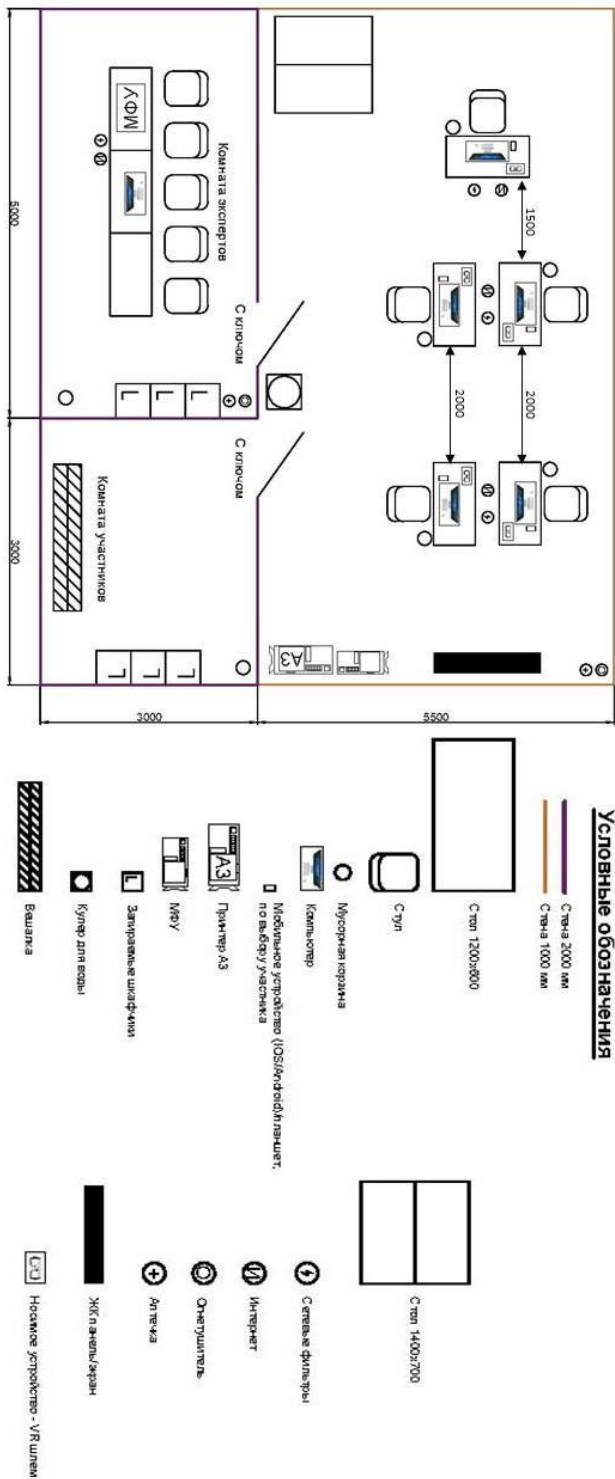 МФУ
Комната экспертов
С ключом
L
L
L
5000
С ключом
Комната участников
L
L
L
3000
3000
5500
1500
2000
2000
А3
Условные обозначения
Стена 2000 мм
Стена 1000 мм
Стол 1200х600
Стул
Мусорная корзина
Компьютер
Мобильное устройство (IOS/Android)/планшет,
по выбору участника
А3
Принтер А3
МФУ
L
Запираемые шкафчики
Кулер для воды
Вешалка
Стол 1400х700
Сетевые фильтры
Интернет
Огнетушитель
Аптечка
ЖК панель/экран
Носимое устройство - VR шлем